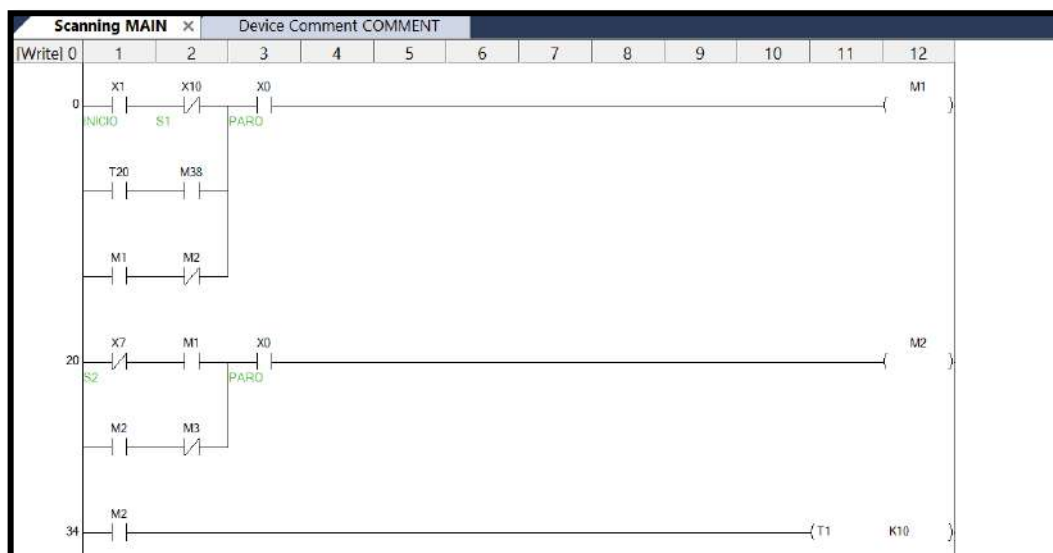 Scanning MAIN × Device Comment COMMENT
[Write] 0 1 2 3 4 5 6 7 8 9 10 11 12
X1 X10 X0 M1
0
INICIO S1 PARO
T20 M38
M1 M2
X7 M1 X0 M2
20
S2 PARO
M2 M3
M2
34 T1 K10